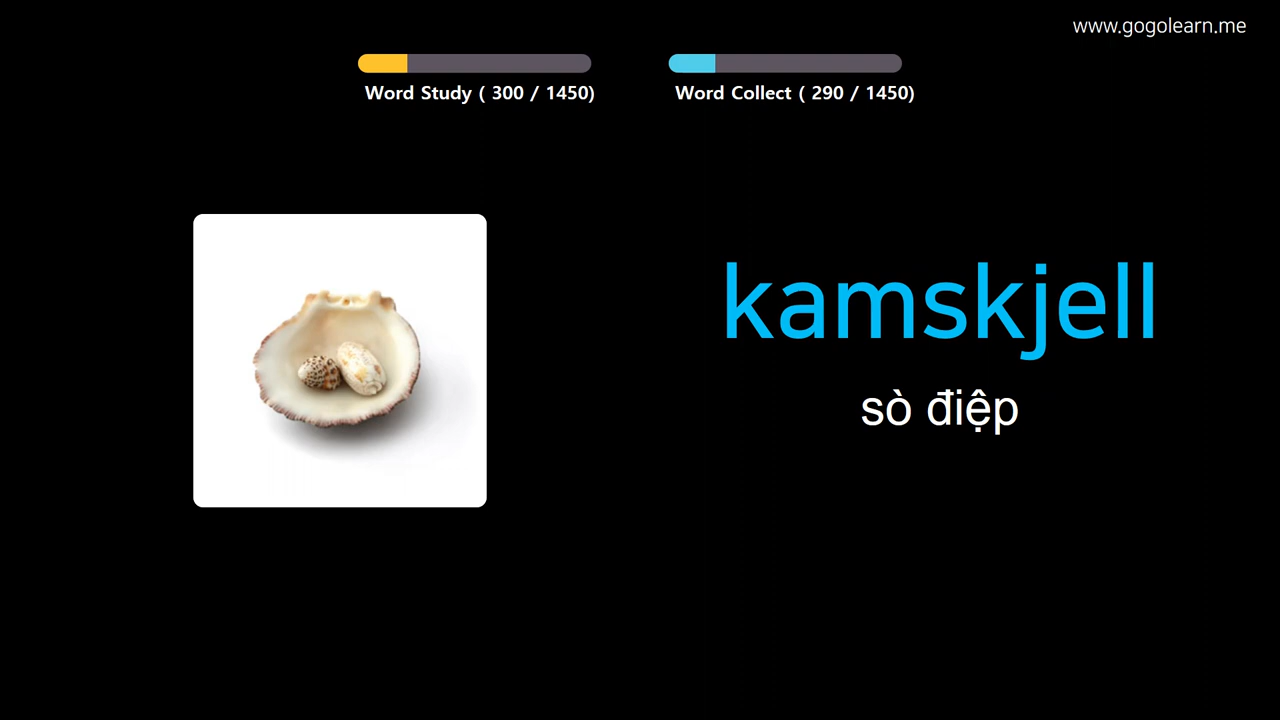 www.gogolearn.me
Word Study ( 300 / 1450)
Word Collect ( 290 / 1450)
kamskjell
sò điệp